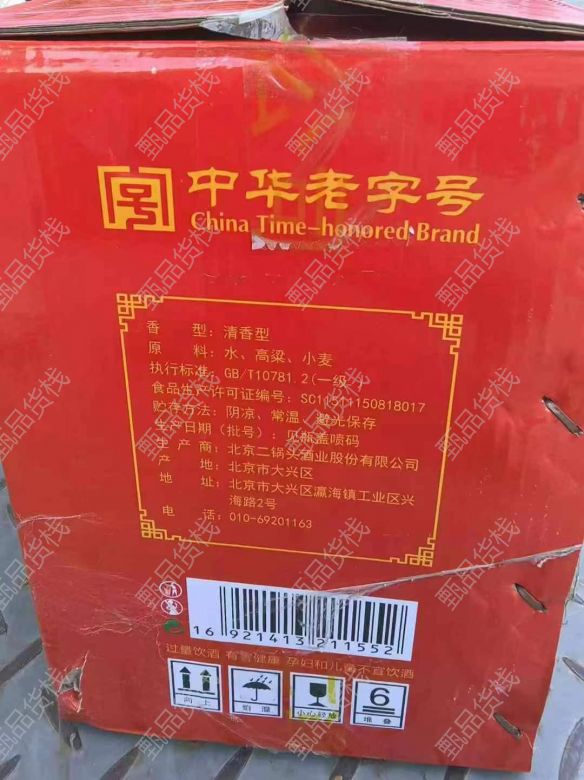 中华老字号
China Time-honored Brand
香 型：清香型
原 料：水、高粱、小麦
执行标准：GB/T10781.2(一级)
食品生产许可证编号：SC11511150818017
贮存方法：阴凉、常温、避光保存
生产日期（批号）：见瓶盖喷码
生 产 商：北京二锅头酒业股份有限公司
产 地：北京市大兴区
地 址：北京市大兴区瀛海镇工业区兴
海路2号
电 话：010-69201163
16921413211552
过量饮酒 有害健康 孕妇和儿童不宜饮酒
向上
怕湿
小心轻放
6
堆叠
甄品货栈